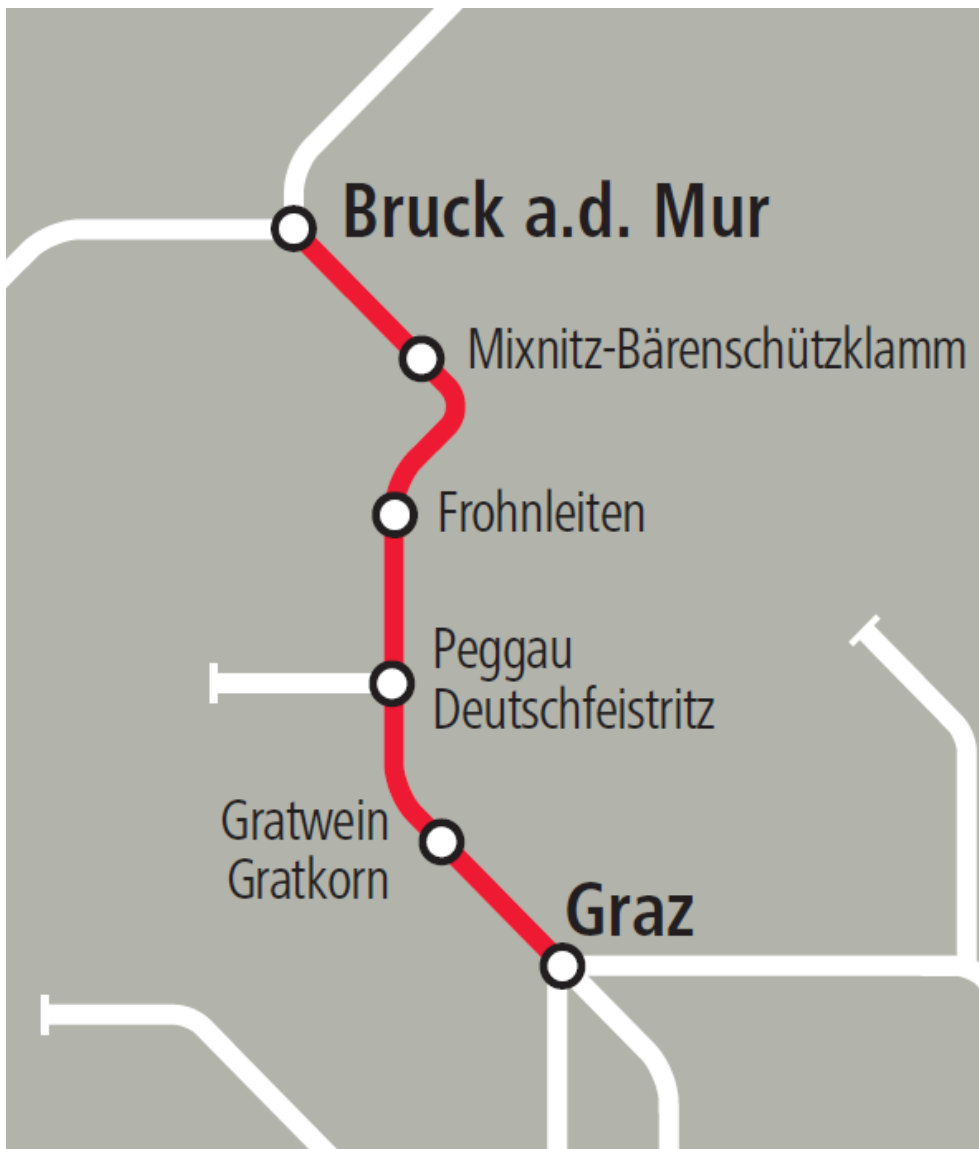 Bruck a.d. Mur
Mixnitz-Bärenschützklamm
Frohnleiten
Peggau
Deutschfeistritz
Gratwein
Gratkorn
Graz